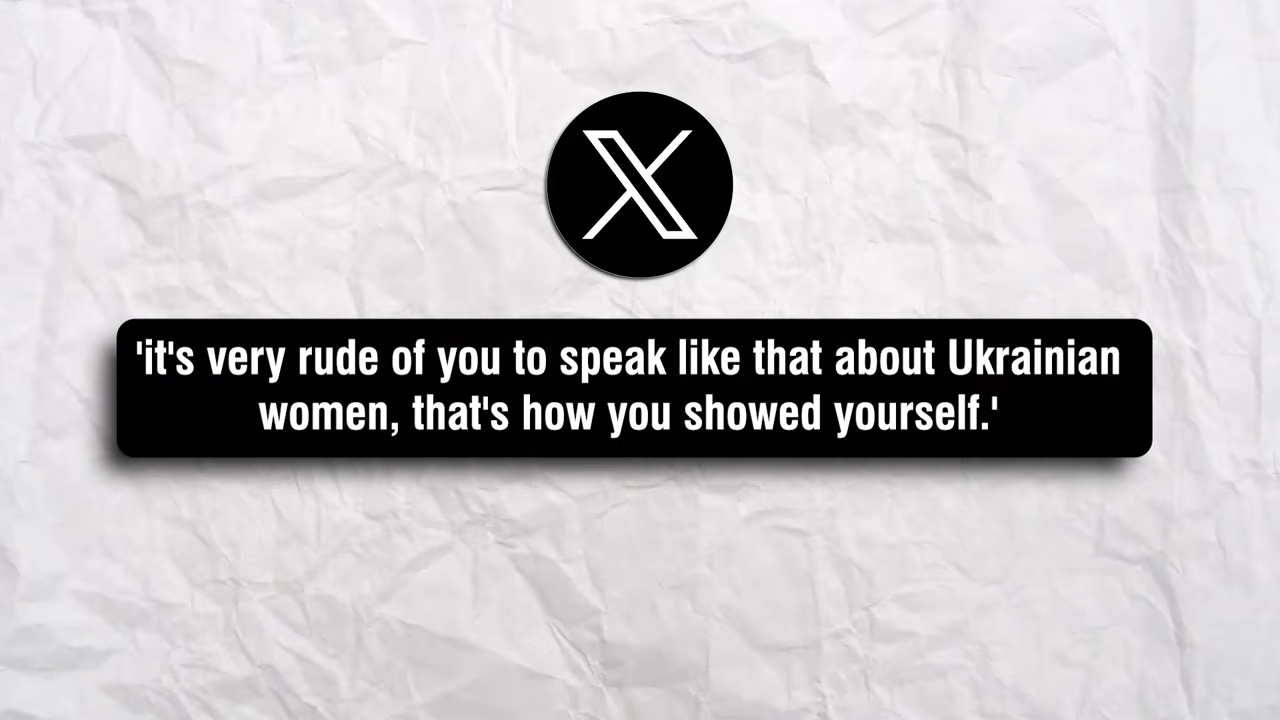 'it's very rude of you to speak like that about Ukrainian
women, that's how you showed yourself.'